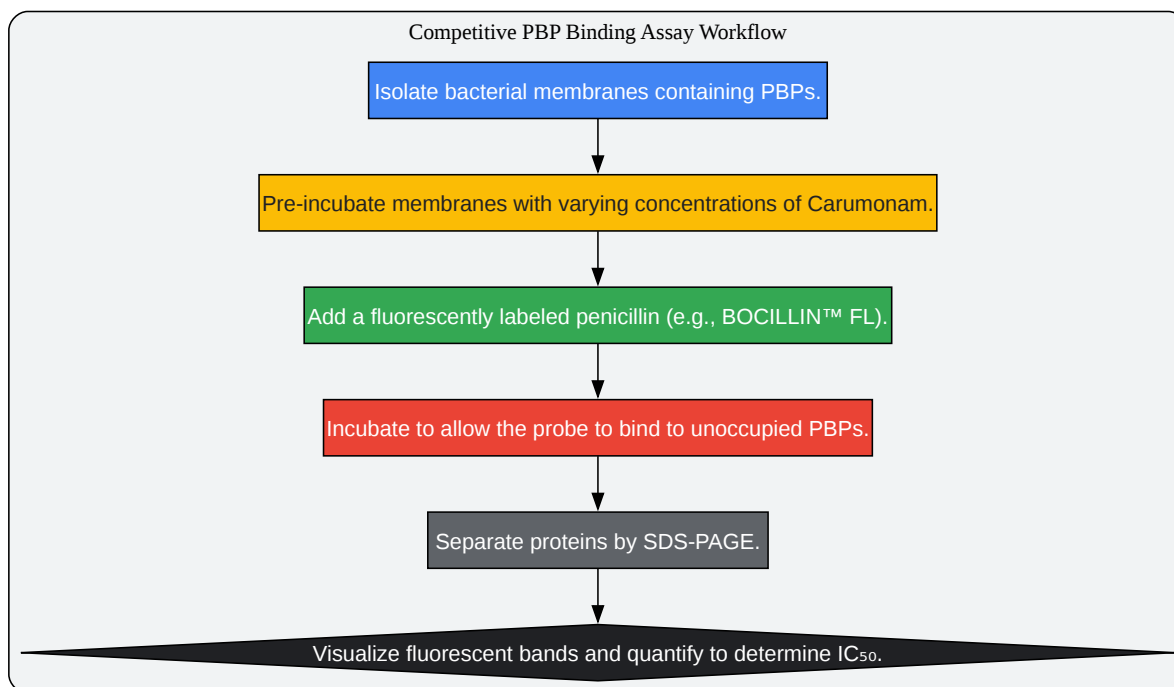 Competitive PBP Binding Assay Workflow
Isolate bacterial membranes containing PBPs.
Pre-incubate membranes with varying concentrations of Carumonam.
Add a fluorescently labeled penicillin (e.g., BOCILLIN™ FL).
Incubate to allow the probe to bind to unoccupied PBPs.
Separate proteins by SDS-PAGE.
Visualize fluorescent bands and quantify to determine IC₅₀.